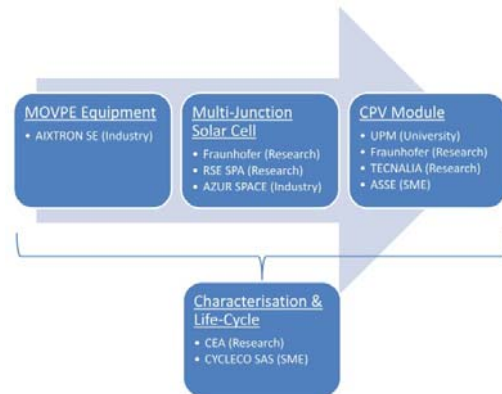 MOVPE Equipment
• AIXTRON SE (Industry)
Multi-Junction
Solar Cell
• Fraunhofer (Research)
• RSE SPA (Research)
• AZUR SPACE (Industry)
CPV Module
• UPM (University)
• Fraunhofer (Research)
• TECNALIA (Research)
• ASSE (SME)
Characterisation &
Life-Cycle
• CEA (Research)
• CYCLECO SAS (SME)